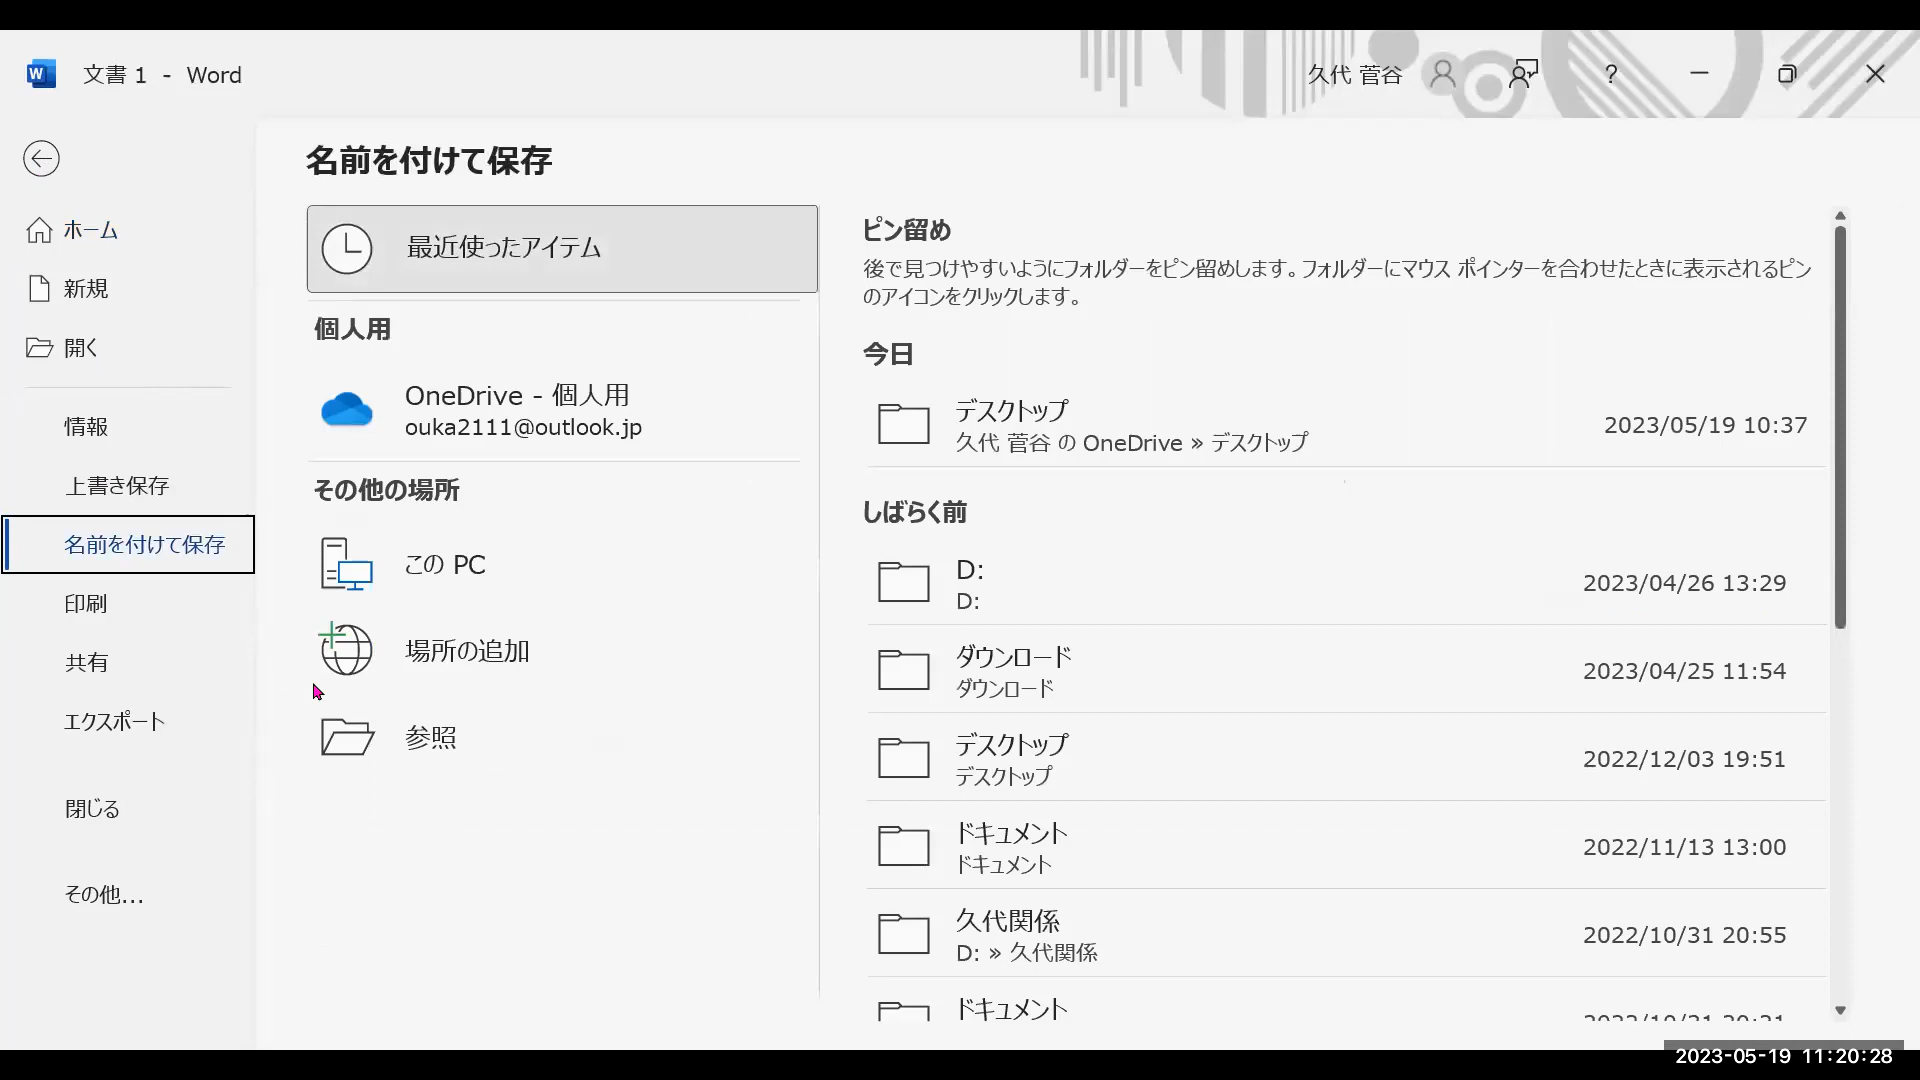 文書 1 - Word
久代 菅谷
?
名前を付けて保存
ホーム
新規
開く
情報
上書き保存
名前を付けて保存
印刷
共有
エクスポート
閉じる
その他...
最近使ったアイテム
個人用
OneDrive - 個人用
ouka2111@outlook.jp
その他の場所
この PC
場所の追加
参照
ピン留め
後で見つけやすいようにフォルダーをピン留めします。フォルダーにマウス ポインターを合わせたときに表示されるピン
のアイコンをクリックします。
今日
デスクトップ
久代 菅谷 の OneDrive » デスクトップ
2023/05/19 10:37
しばらく前
D:
D:
2023/04/26 13:29
ダウンロード
ダウンロード
2023/04/25 11:54
デスクトップ
デスクトップ
2022/12/03 19:51
ドキュメント
ドキュメント
2022/11/13 13:00
久代関係
D: » 久代関係
2022/10/31 20:55
ドキュメント
2023-05-19 11:20:28